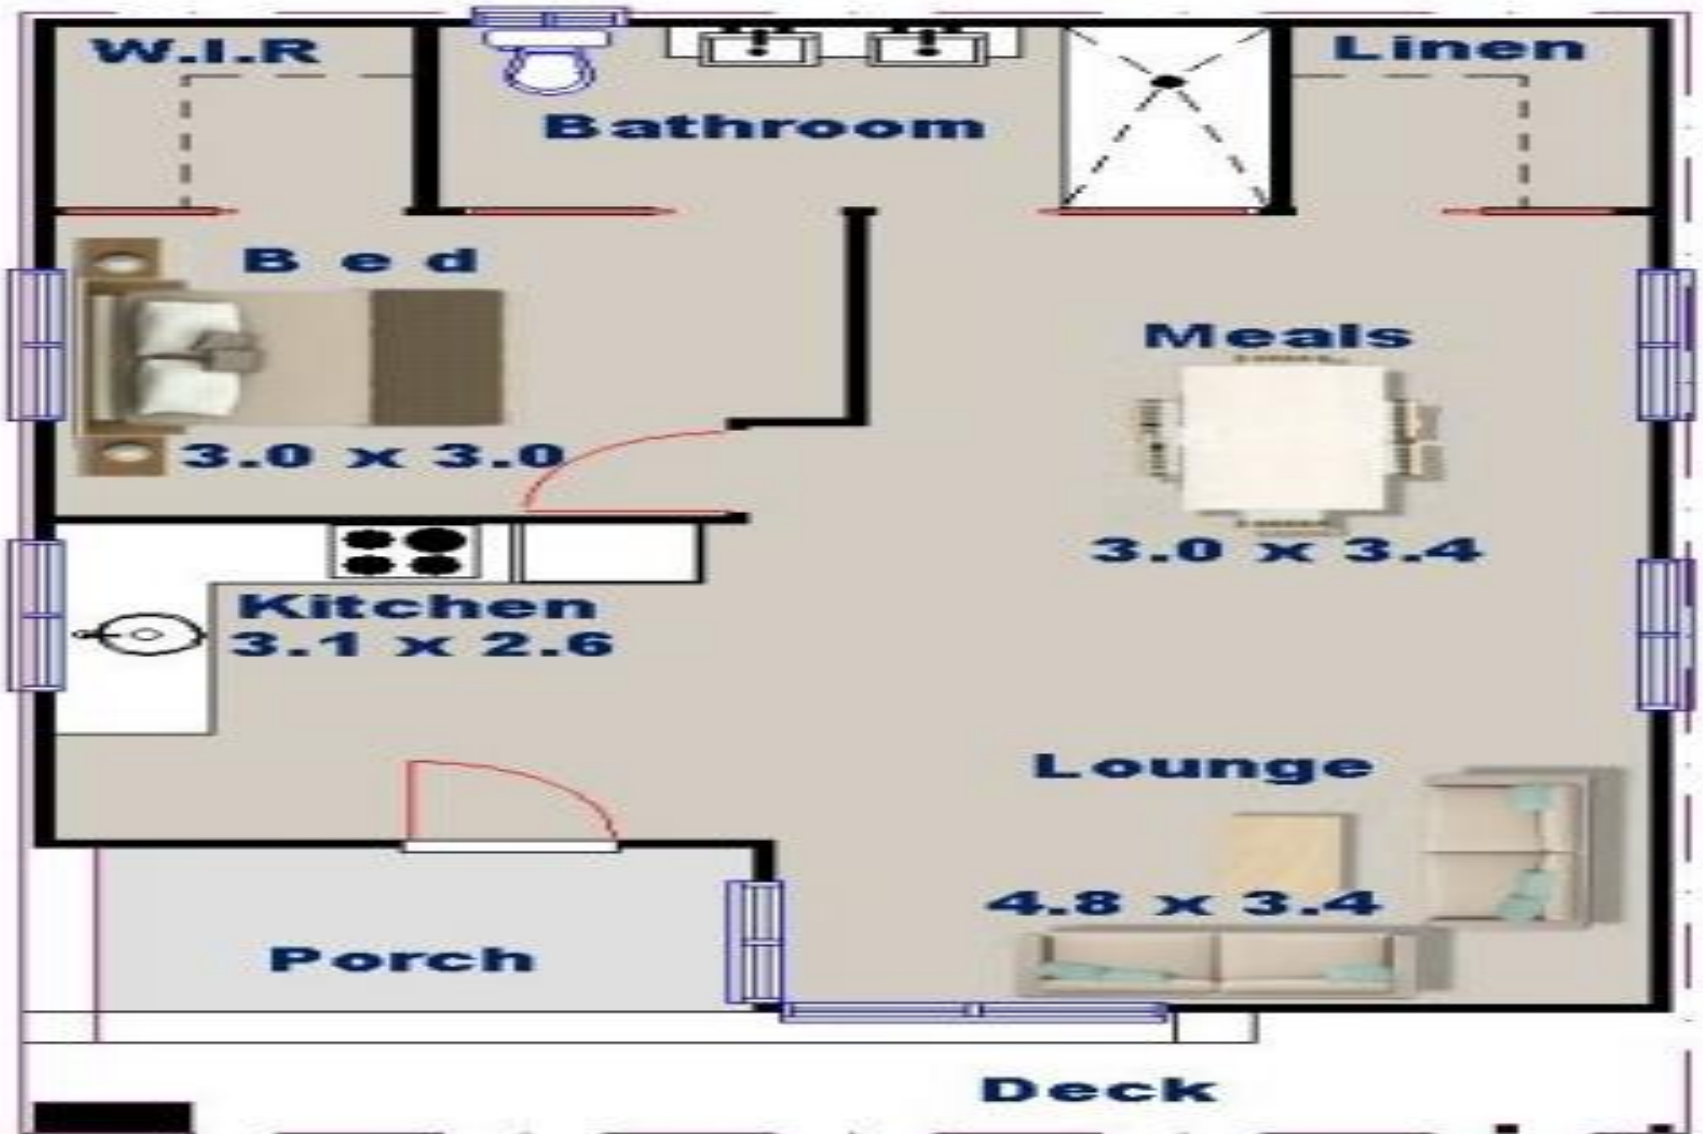 W.I.R
Linen
Bathroom
Bed
Meals
3.0 x 3.0
3.0 x 3.4
Kitchen
3.1 x 2.6
Lounge
4.8 x 3.4
Porch
Deck